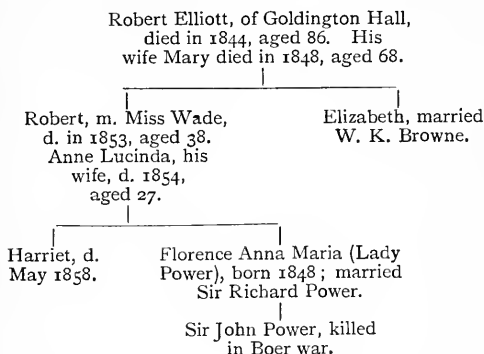 Robert Elliott, of Goldington Hall,
died in 1844, aged 86. His
wife Mary died in 1848, aged 68.
Robert, m. Miss Wade,
d. in 1853, aged 38.
Anne Lucinda, his
wife, d. 1854,
aged 27.
Elizabeth, married
W. K. Browne.
Harriet, d.
May 1858.
Florence Anna Maria (Lady
Power), born 1848; married
Sir Richard Power.
Sir John Power, killed
in Boer war.